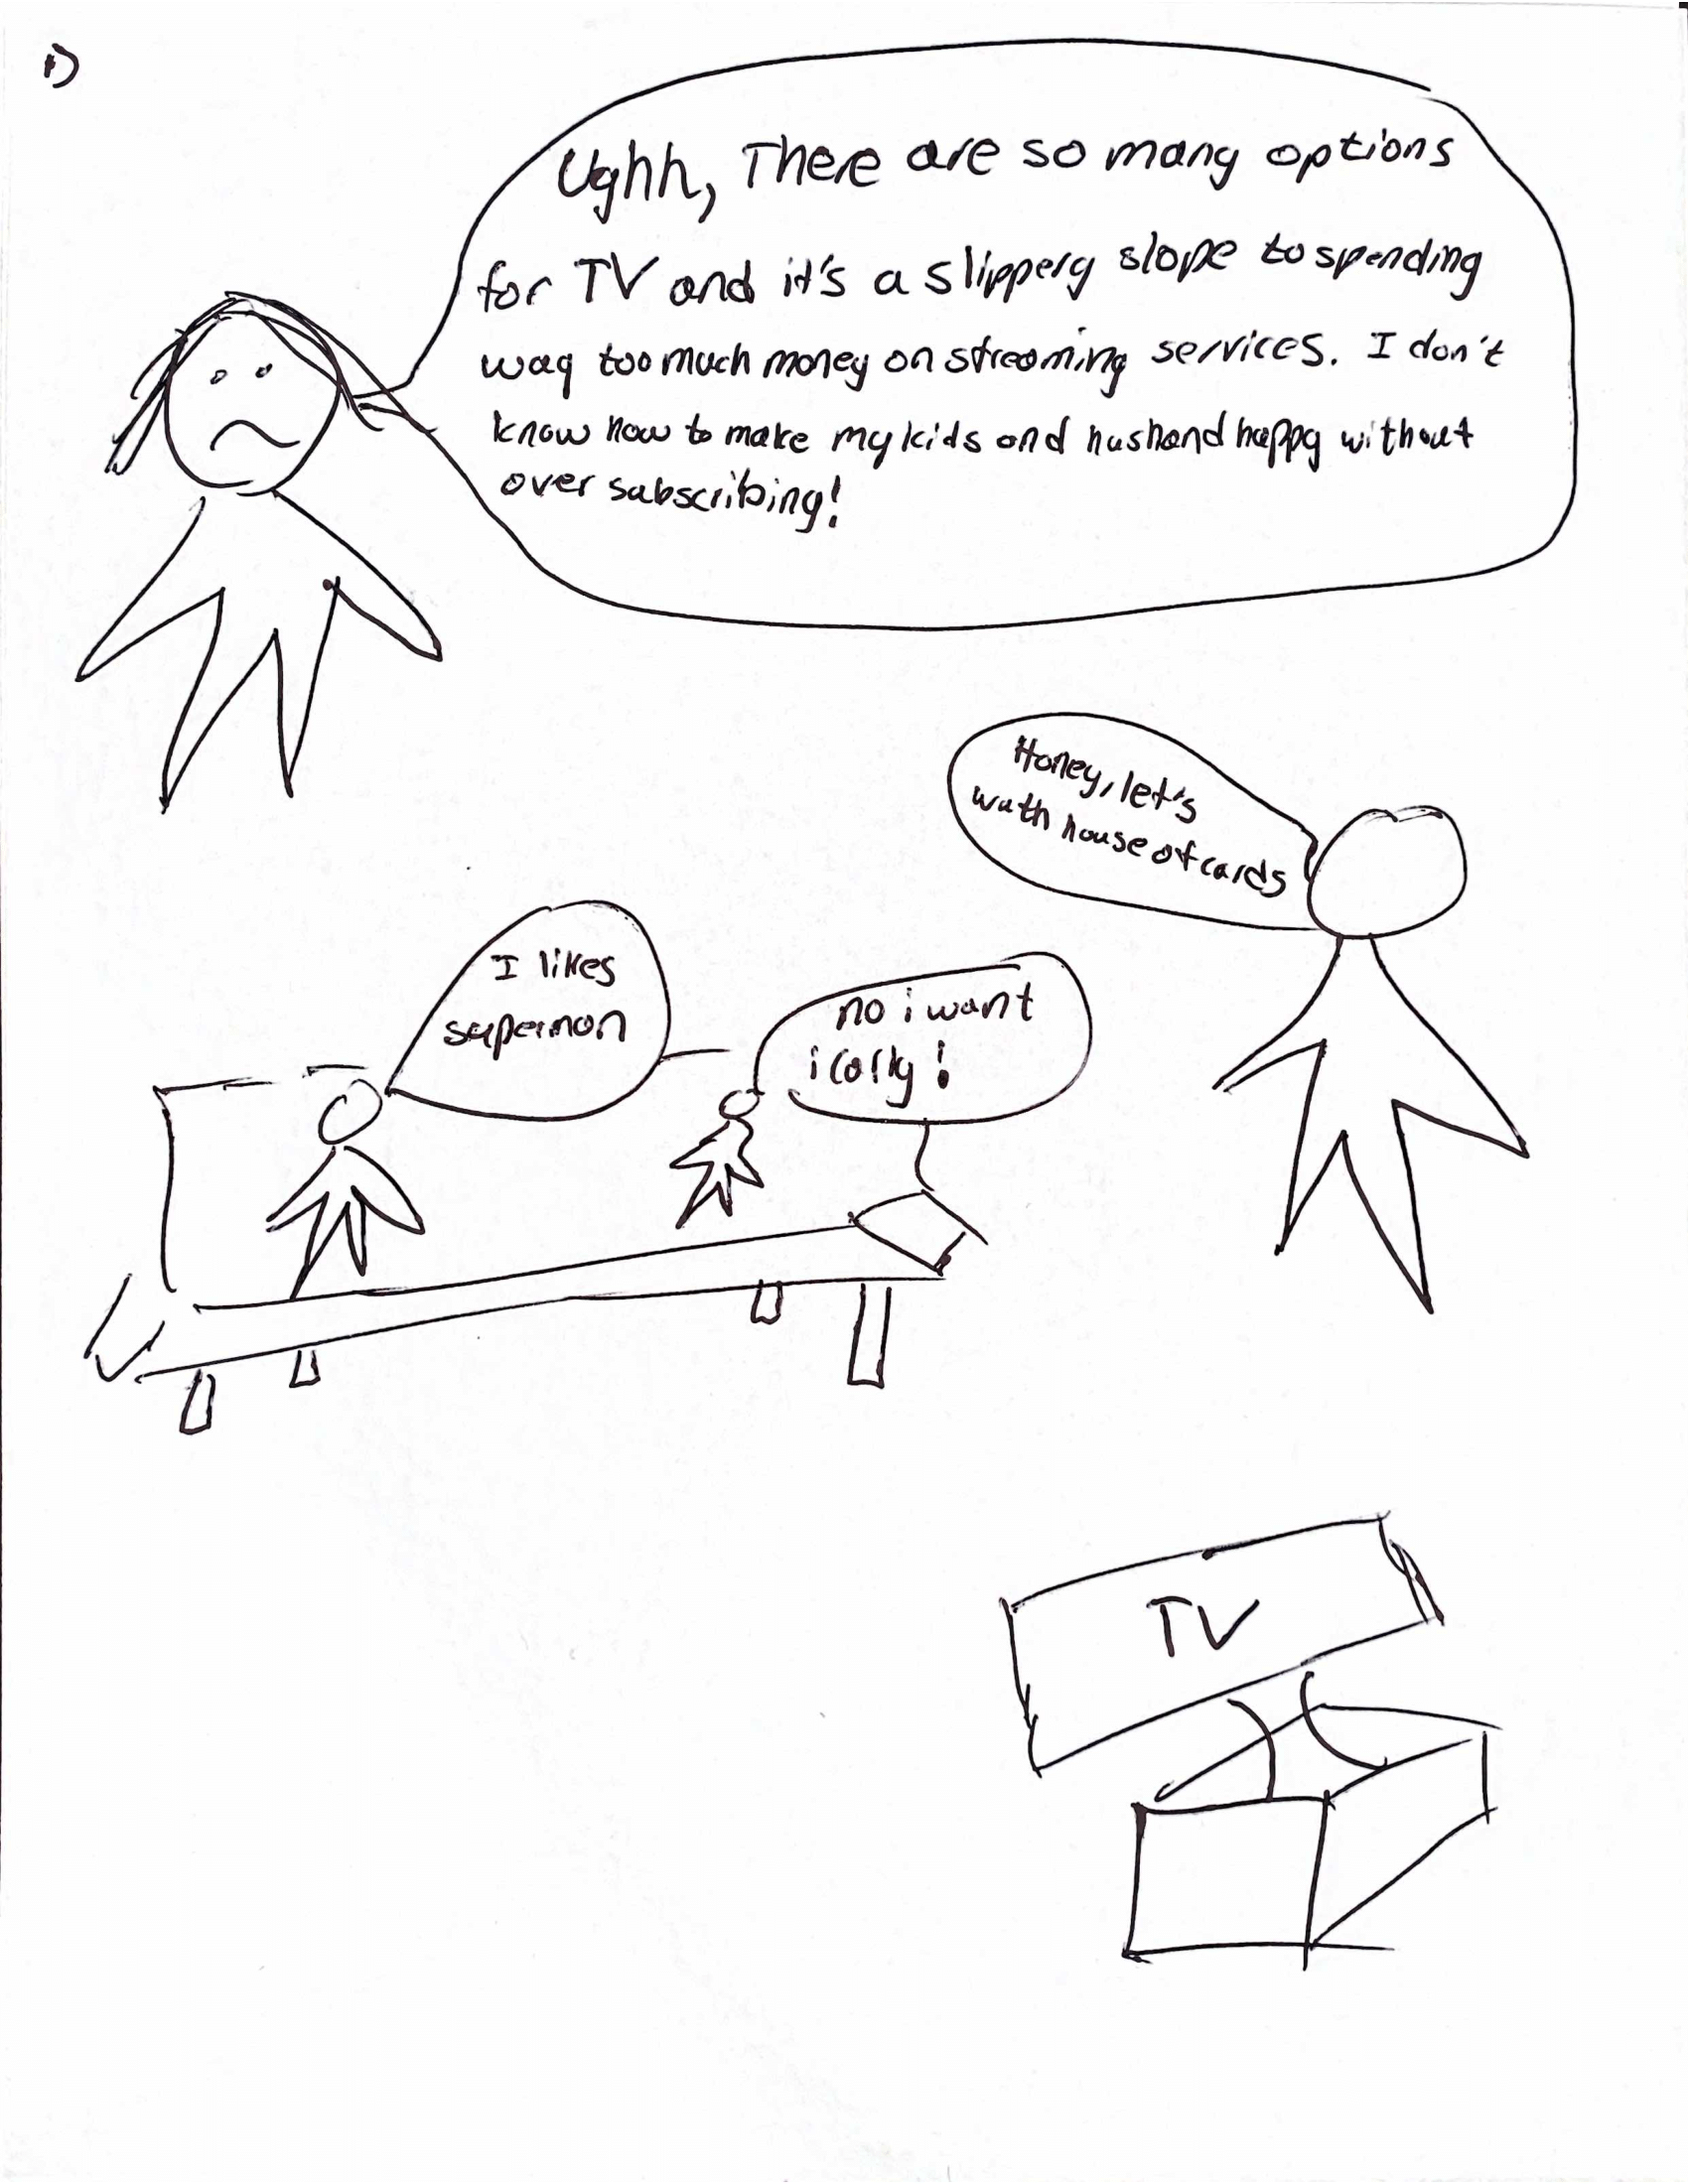 1)
Ughh, There are so many options
for TV and it's a slippery slope to spending
way too much money on streaming services. I don't
know how to make my kids and husband happy without
over subscribing!
Honey, let's
wath house of cards
I likes
superman
no i want
icarly!
TV